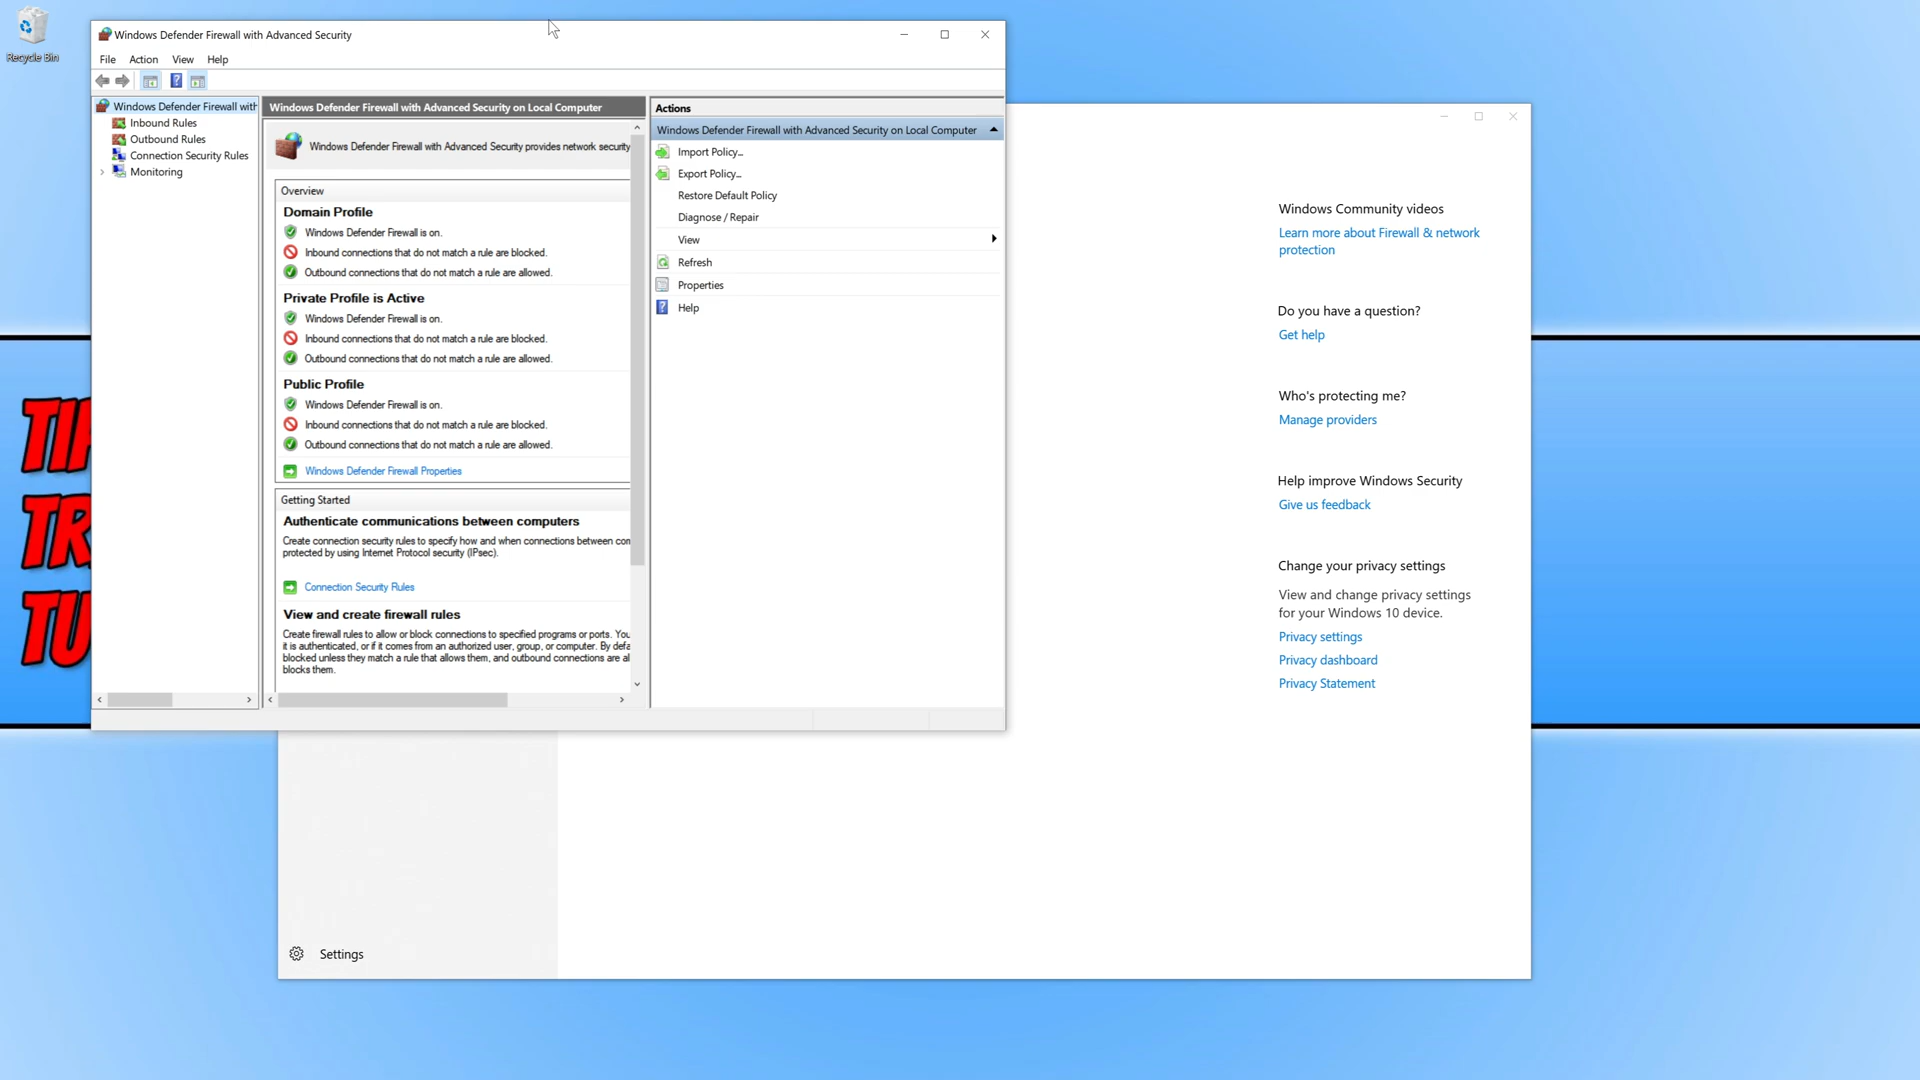 Recycle Bin
Windows Defender Firewall with Advanced Security
File Action View Help
Windows Defender Firewall with
Inbound Rules
Outbound Rules
Connection Security Rules
Monitoring
Windows Defender Firewall with Advanced Security on Local Computer
Windows Defender Firewall with Advanced Security provides network security
Overview
Domain Profile
Windows Defender Firewall is on.
Inbound connections that do not match a rule are blocked.
Outbound connections that do not match a rule are allowed.
Private Profile is Active
Windows Defender Firewall is on.
Inbound connections that do not match a rule are blocked.
Outbound connections that do not match a rule are allowed.
Public Profile
Windows Defender Firewall is on.
Inbound connections that do not match a rule are blocked.
Outbound connections that do not match a rule are allowed.
Windows Defender Firewall Properties
Getting Started
Authenticate communications between computers
Create connection security rules to specify how and when connections between com
protected by using Internet Protocol security (IPsec).
Connection Security Rules
View and create firewall rules
Create firewall rules to allow or block connections to specified programs or ports. You
it is authenticated, or if it comes from an authorized user, group, or computer. By defa
blocked unless they match a rule that allows them, and outbound connections are al
blocks them.
Actions
Windows Defender Firewall with Advanced Security on Local Computer
Import Policy...
Export Policy...
Restore Default Policy
Diagnose / Repair
View
Refresh
Properties
Help
Windows Community videos
Learn more about Firewall & network
protection
Do you have a question?
Get help
Who's protecting me?
Manage providers
Help improve Windows Security
Give us feedback
Change your privacy settings
View and change privacy settings
for your Windows 10 device.
Privacy settings
Privacy dashboard
Privacy Statement
Settings
TI
TR
TU